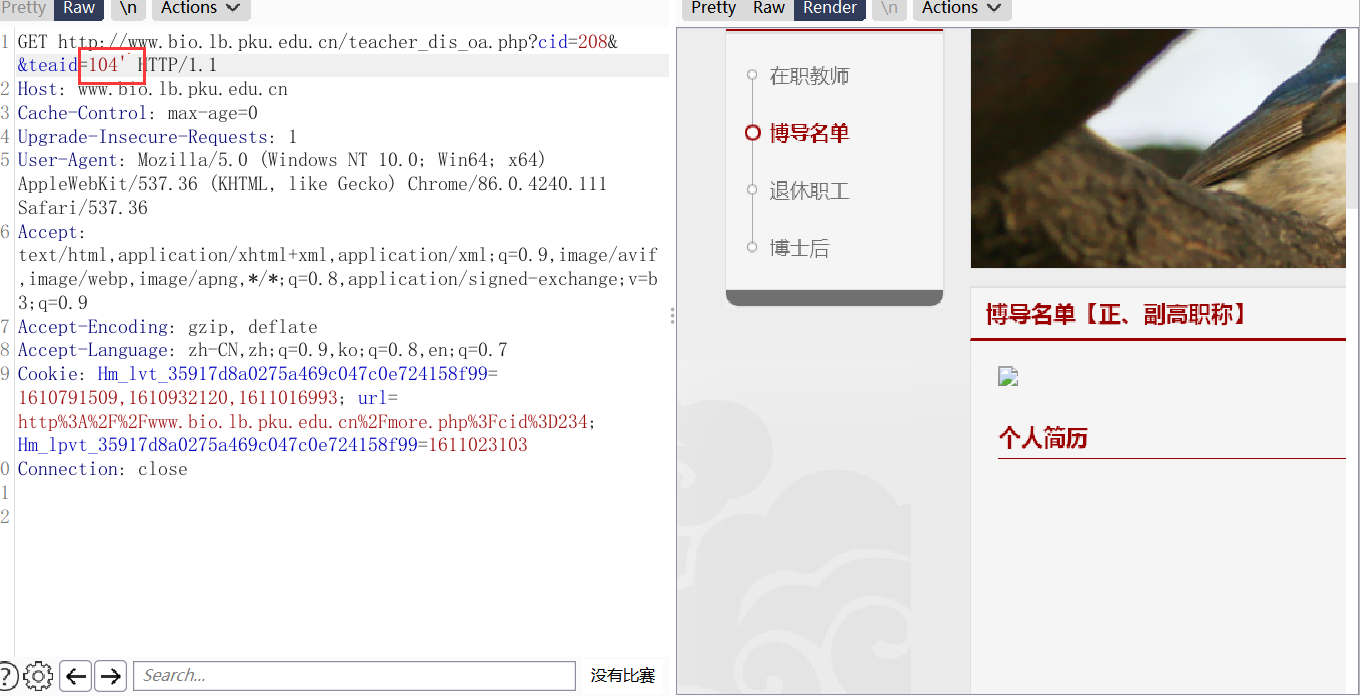 Pretty Raw \n Actions
Pretty Raw Render \n Actions
1 GET http://www.bio.lb.pku.edu.cn/teacher_dis_oa.php?cid=208&
&teaid=104' HTTP/1.1
2 Host: www.bio.lb.pku.edu.cn
3 Cache-Control: max-age=0
4 Upgrade-Insecure-Requests: 1
5 User-Agent: Mozilla/5.0 (Windows NT 10.0; Win64; x64)
AppleWebKit/537.36 (KHTML, like Gecko) Chrome/86.0.4240.111
Safari/537.36
6 Accept:
text/html,application/xhtml+xml,application/xml;q=0.9,image/avif
,image/webp,image/apng,*/*;q=0.8,application/signed-exchange;v=b
3;q=0.9
7 Accept-Encoding: gzip, deflate
8 Accept-Language: zh-CN,zh;q=0.9,ko;q=0.8,en;q=0.7
9 Cookie: Hm_lvt_35917d8a0275a469c047c0e724158f99=
1610791509,1610932120,1611016993; url=
http%3A%2F%2Fwww.bio.lb.pku.edu.cn%2Fmore.php%3Fcid%3D234;
Hm_lpvt_35917d8a0275a469c047c0e724158f99=1611023103
0 Connection: close
1
2
? Search... 没有比赛
在职教师
博导名单
退休职工
博士后
博导名单【正、副高职称】
个人简历